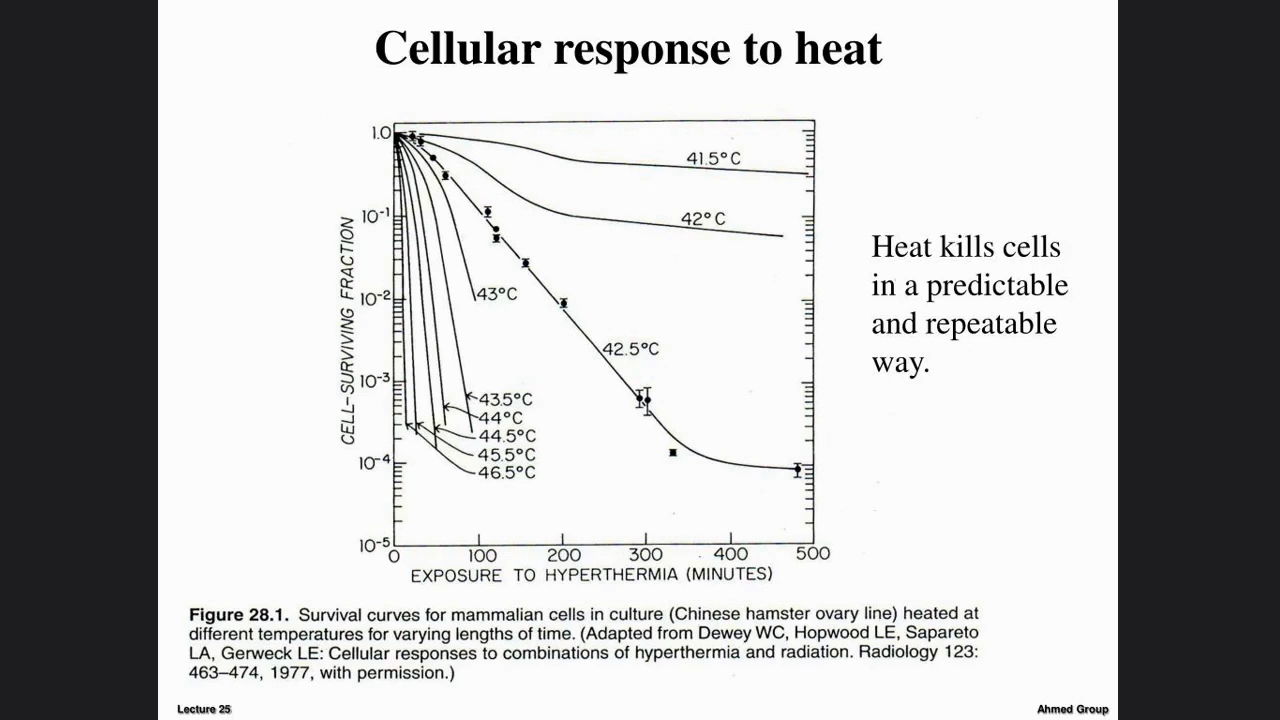 Cellular response to heat
1.0
10-1
10-2
10-3
10-4
10-5
CELL-SURVIVING FRACTION
41.5°C
42°C
43°C
42.5°C
43.5°C
44°C
44.5°C
45.5°C
46.5°C
0 100 200 300 400 500
EXPOSURE TO HYPERTHERMIA (MINUTES)
Heat kills cells
in a predictable
and repeatable
way.
Figure 28.1. Survival curves for mammalian cells in culture (Chinese hamster ovary line) heated at
different temperatures for varying lengths of time. (Adapted from Dewey WC, Hopwood LE, Sapareto
LA, Gerweck LE: Cellular responses to combinations of hyperthermia and radiation. Radiology 123:
463–474, 1977, with permission.)
Lecture 25
Ahmed Group